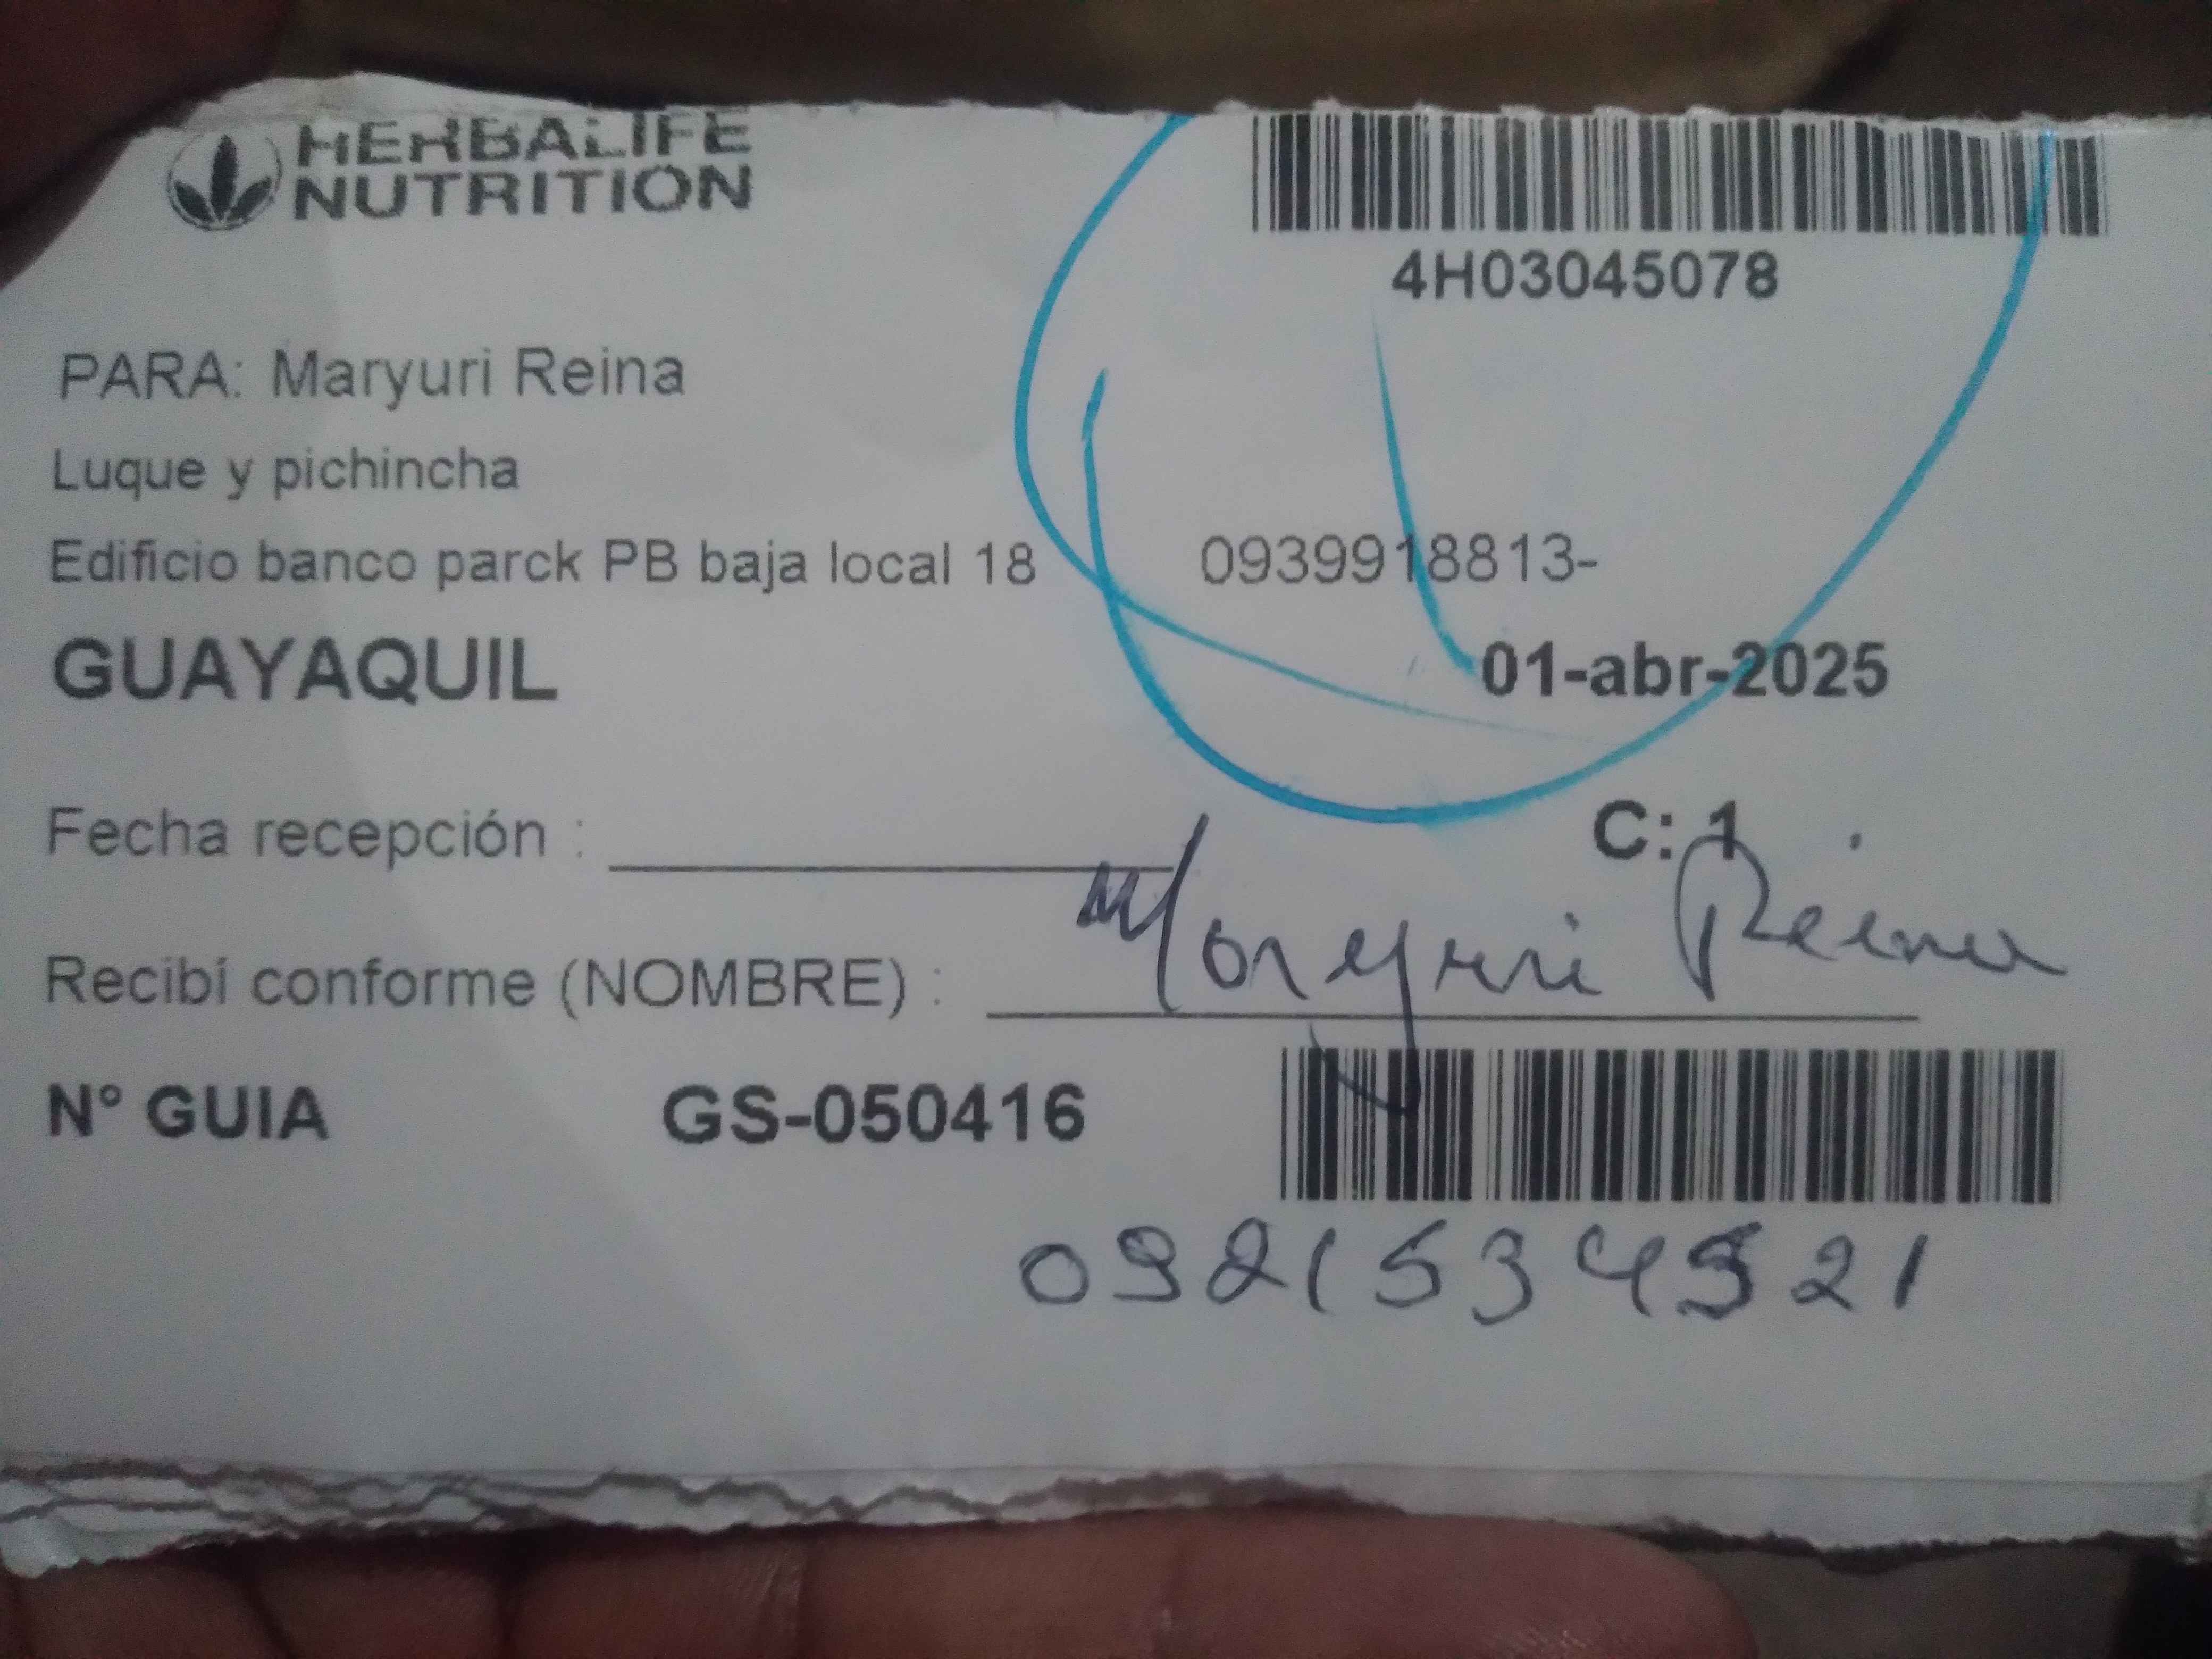 HERBALIFE
NUTRITION
4H03045078
PARA: Maryuri Reina
Luque y pichincha
Edificio banco parck PB baja local 18 0939918813-
GUAYAQUIL 01-abr-2025
Fecha recepción : C: 1
Recibí conforme (NOMBRE) : Maryuri Reina
N° GUIA GS-050416
0921534521